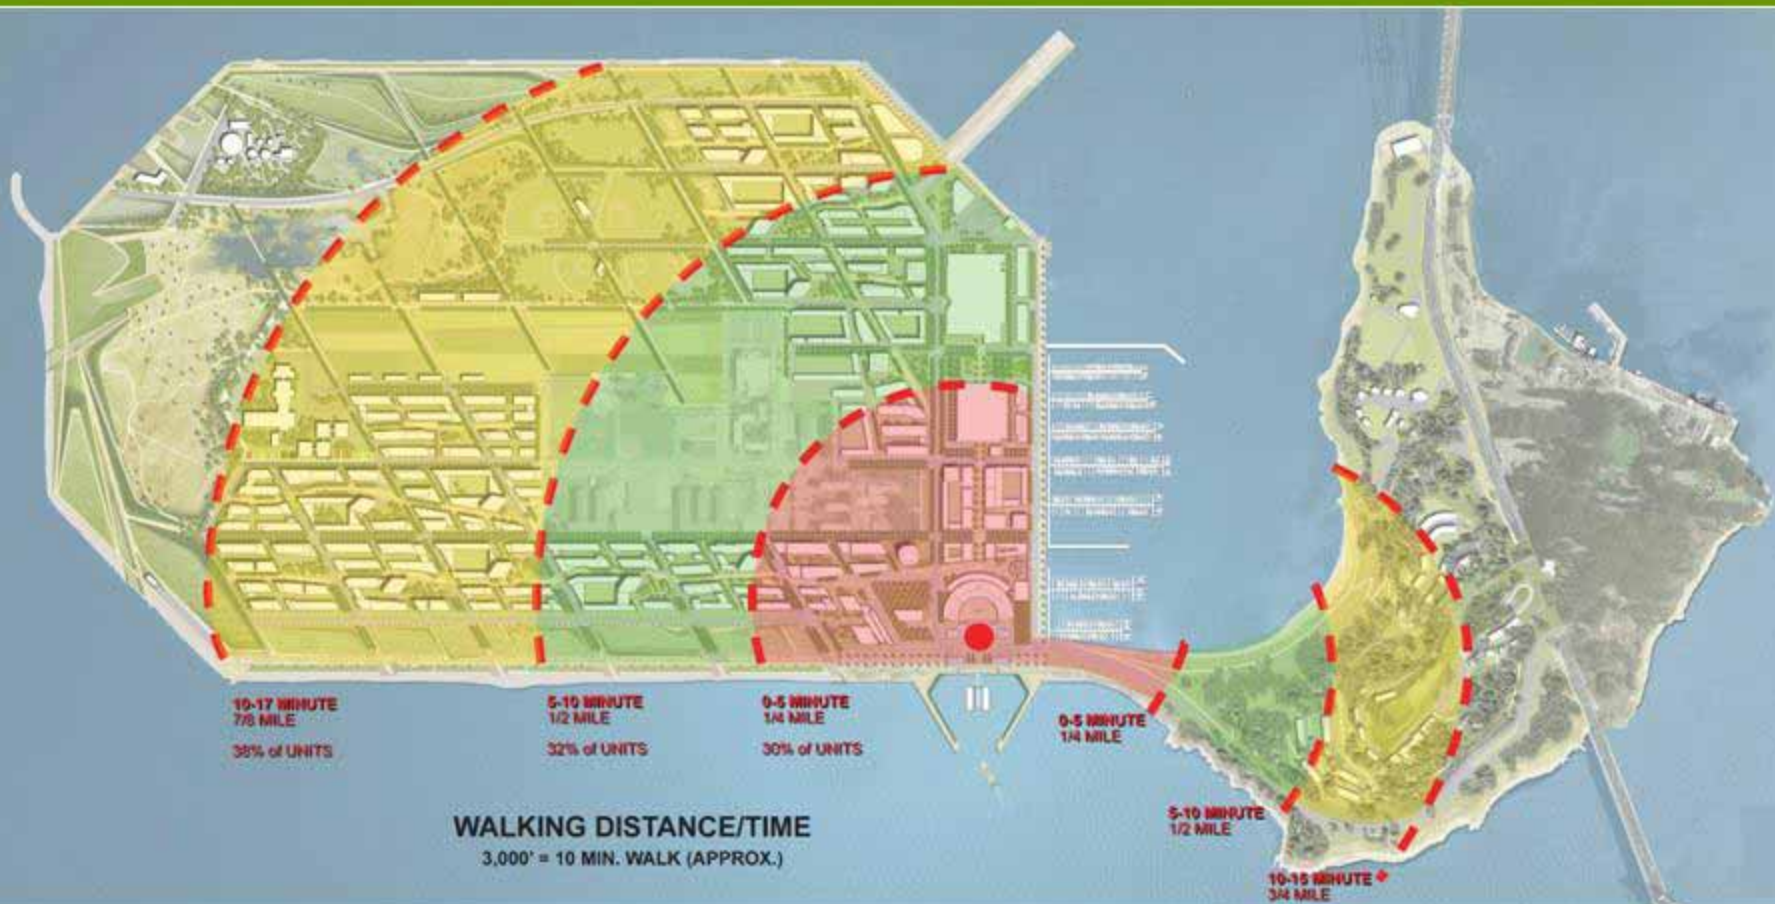 10-17 MINUTE
7/8 MILE
38% of UNITS
5-10 MINUTE
1/2 MILE
32% of UNITS
0-5 MINUTE
1/4 MILE
30% of UNITS
0-5 MINUTE
1/4 MILE
5-10 MINUTE
1/2 MILE
10-15 MINUTE
3/4 MILE
WALKING DISTANCE/TIME
3,000' = 10 MIN. WALK (APPROX.)